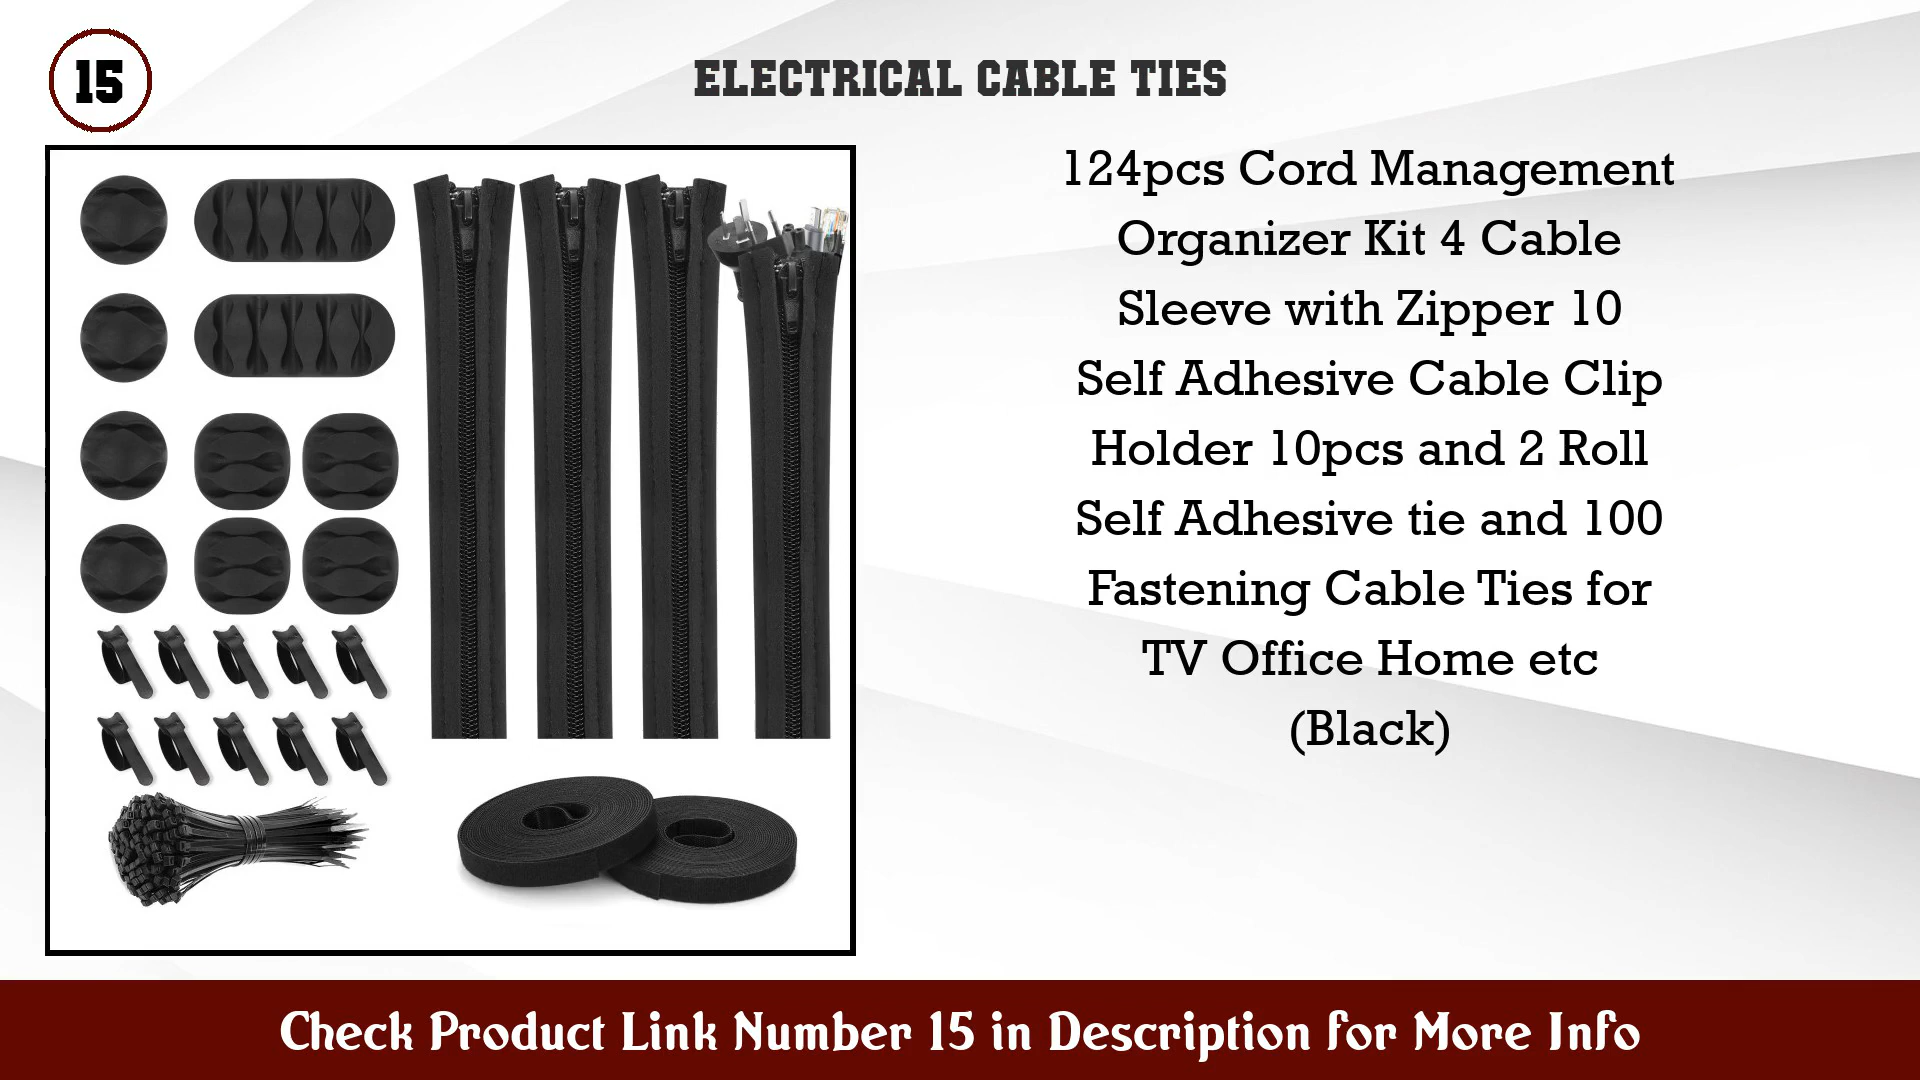 15
ELECTRICAL CABLE TIES
124pcs Cord Management
Organizer Kit 4 Cable
Sleeve with Zipper 10
Self Adhesive Cable Clip
Holder 10pcs and 2 Roll
Self Adhesive tie and 100
Fastening Cable Ties for
TV Office Home etc
(Black)
Check Product Link Number 15 in Description for More Info